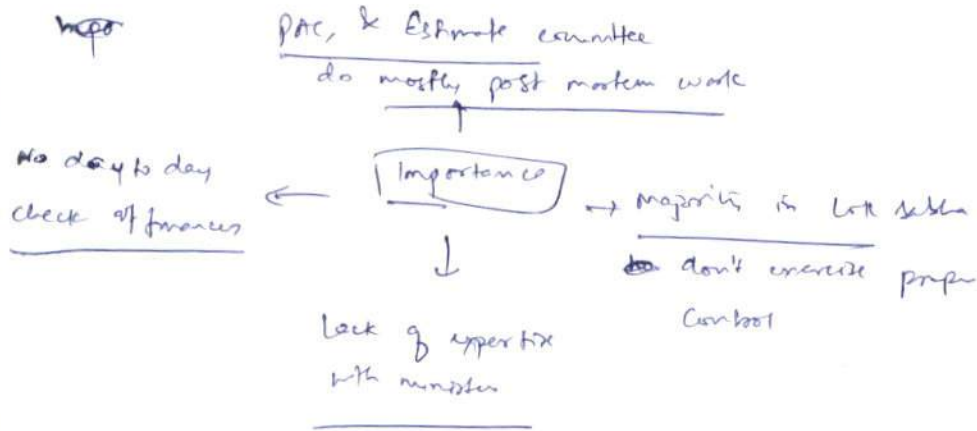 PAC, & Estimate committee
do mostly post mortem work
No day to day
check of finances
Importance
Majority in Lok Sabha
don't exercise proper
Control
Lack of expertise
with minister